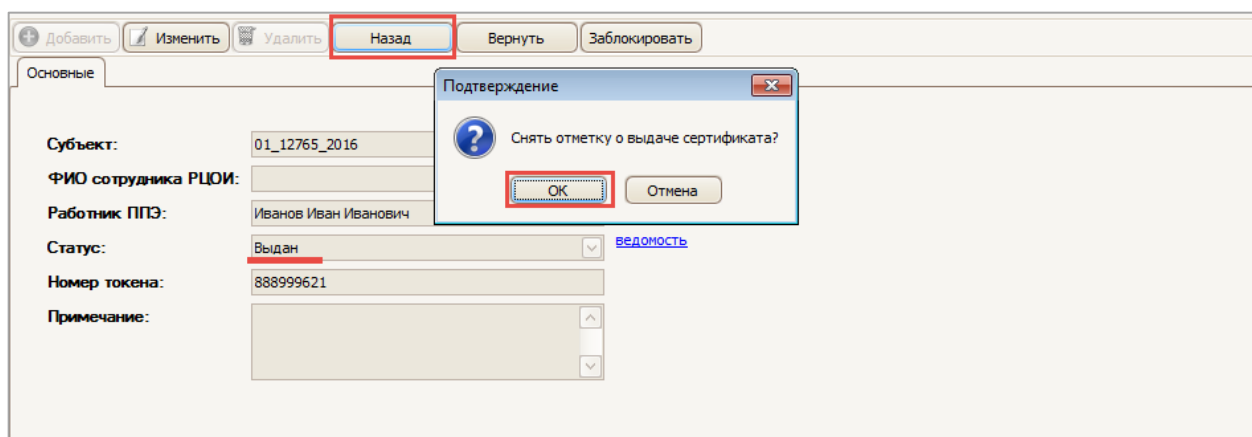 Добавить Изменить Удалить Назад Вернуть Заблокировать
Основные
Подтверждение
Снять отметку о выдаче сертификата?
ОК Отмена
Субъект: 01_12765_2016
ФИО сотрудника РЦОИ:
Работник ППЭ: Иванов Иван Иванович
Статус: Выдан ведомость
Номер токена: 888999621
Примечание: